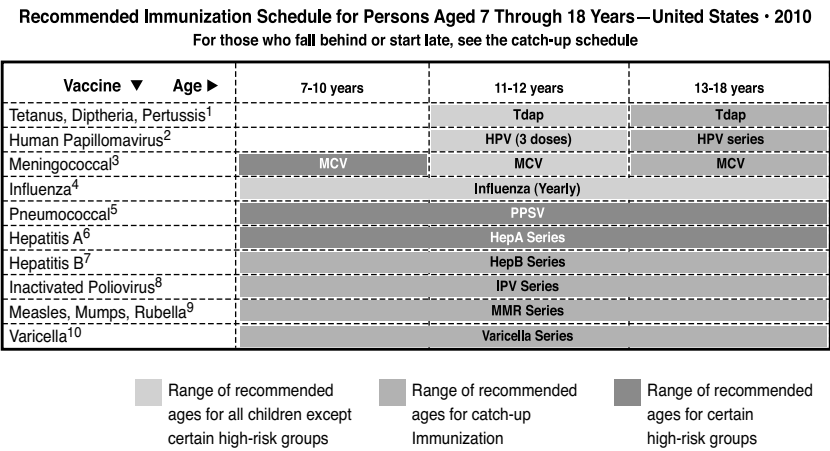 Recommended Immunization Schedule for Persons Aged 7 Through 18 Years—United States • 2010
For those who fall behind or start late, see the catch-up schedule
Vaccine ▼ Age ► 7-10 years 11-12 years 13-18 years
Tetanus, Diptheria, Pertussis1 Tdap Tdap
Human Papillomavirus2 HPV (3 doses) HPV series
Meningococcal3 MCV MCV MCV
Influenza4 Influenza (Yearly)
Pneumococcal5 PPSV
Hepatitis A6 HepA Series
Hepatitis B7 HepB Series
Inactivated Poliovirus8 IPV Series
Measles, Mumps, Rubella9 MMR Series
Varicella10 Varicella Series
Range of recommended
ages for all children except
certain high-risk groups
Range of recommended
ages for catch-up
Immunization
Range of recommended
ages for certain
high-risk groups